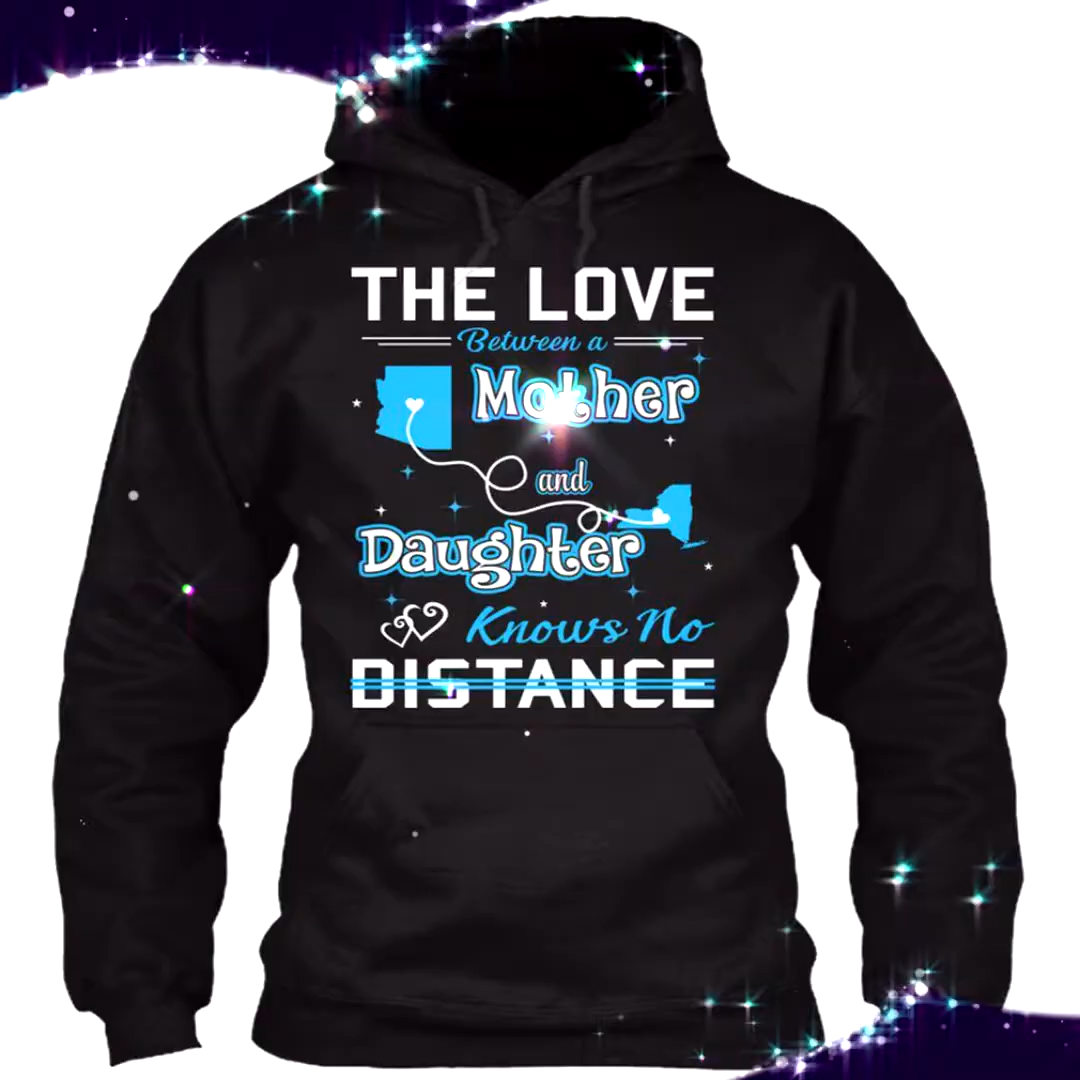 THE LOVE
Between a
Mother
and
Daughter
Knows No
DISTANCE